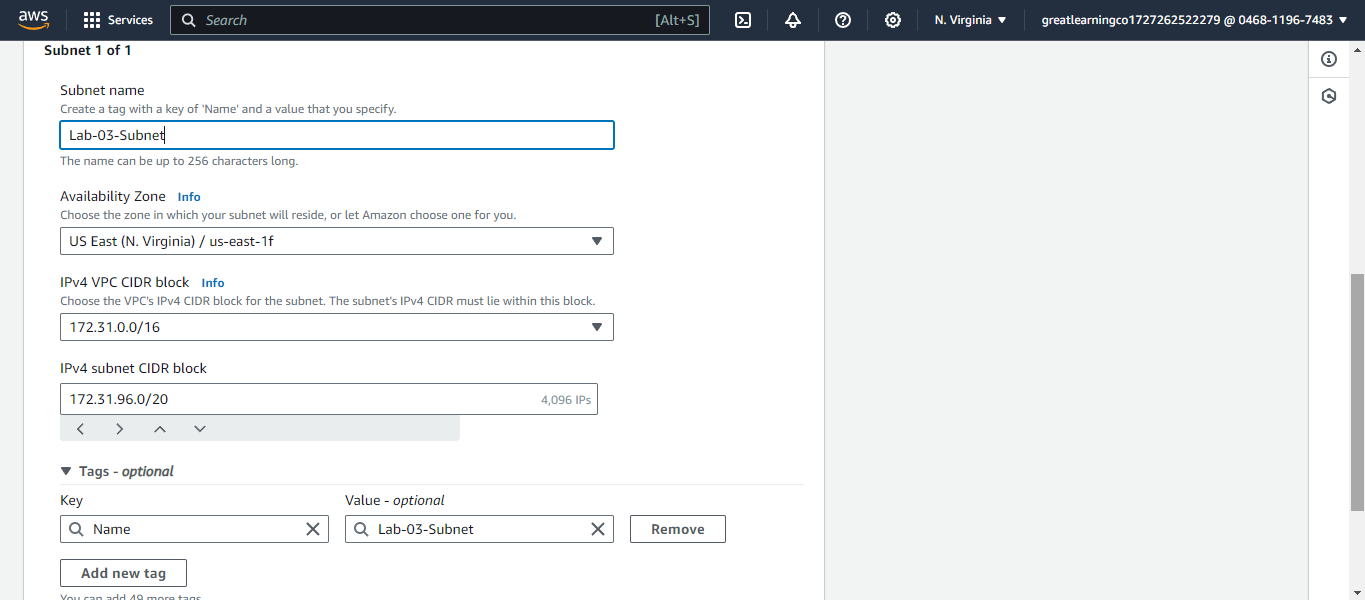 aws Services Search [Alt+S] N. Virginia greatlearningco1727262522279 @ 0468-1196-7483
Subnet 1 of 1
Subnet name
Create a tag with a key of 'Name' and a value that you specify.
Lab-03-Subnet
The name can be up to 256 characters long.
Availability Zone Info
Choose the zone in which your subnet will reside, or let Amazon choose one for you.
US East (N. Virginia) / us-east-1f
IPv4 VPC CIDR block Info
Choose the VPC's IPv4 CIDR block for the subnet. The subnet's IPv4 CIDR must lie within this block.
172.31.0.0/16
IPv4 subnet CIDR block
172.31.96.0/20 4,096 IPs
Tags - optional
Key Value - optional
Name Lab-03-Subnet Remove
Add new tag
You can add 49 more tags.